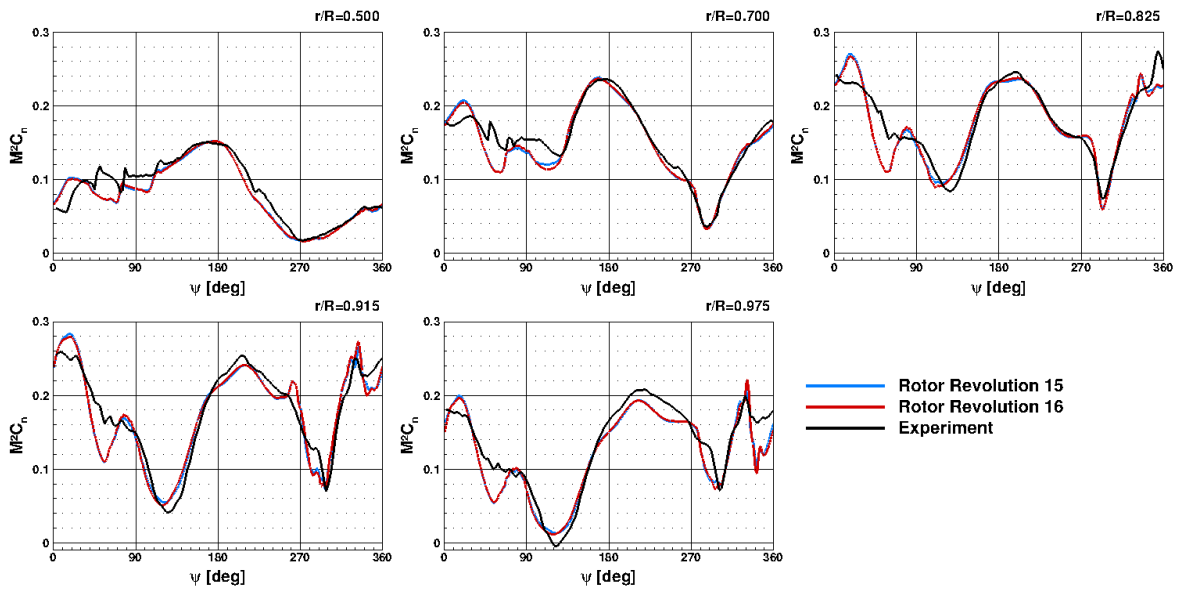 r/R=0.500
0.3
0.2
0.1
0
M²Cn
0 90 180 270 360
ψ [deg]
r/R=0.700
0.3
0.2
0.1
0
M²Cn
0 90 180 270 360
ψ [deg]
r/R=0.825
0.3
0.2
0.1
0
M²Cn
0 90 180 270 360
ψ [deg]
r/R=0.915
0.3
0.2
0.1
0
M²Cn
0 90 180 270 360
ψ [deg]
r/R=0.975
0.3
0.2
0.1
0
M²Cn
0 90 180 270 360
ψ [deg]
Rotor Revolution 15
Rotor Revolution 16
Experiment